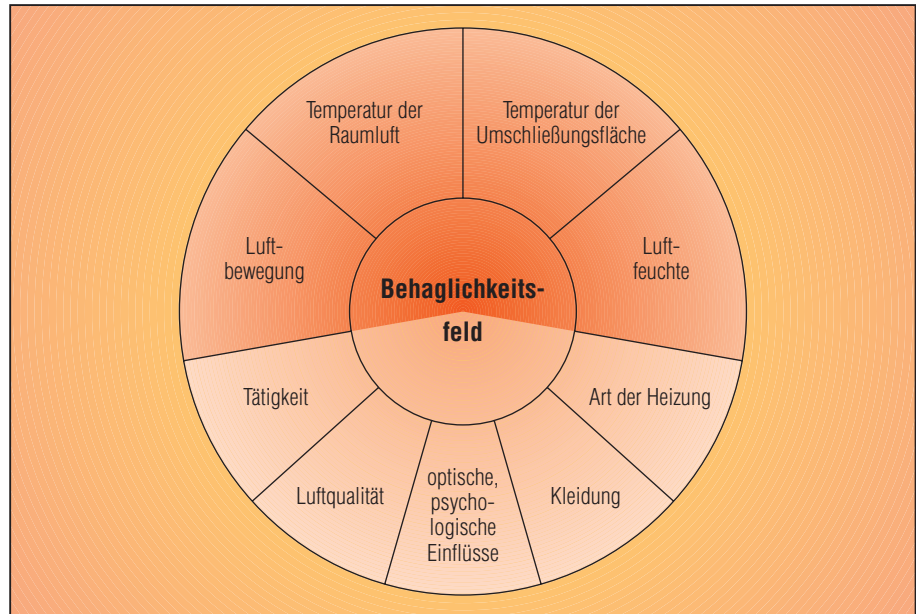 Temperatur der
Raumluft
Temperatur der
Umschließungsfläche
Luft-
bewegung
Luft-
feuchte
Behaglichkeits-
feld
Tätigkeit
Art der Heizung
Luftqualität
optische,
psycho-
logische
Einflüsse
Kleidung